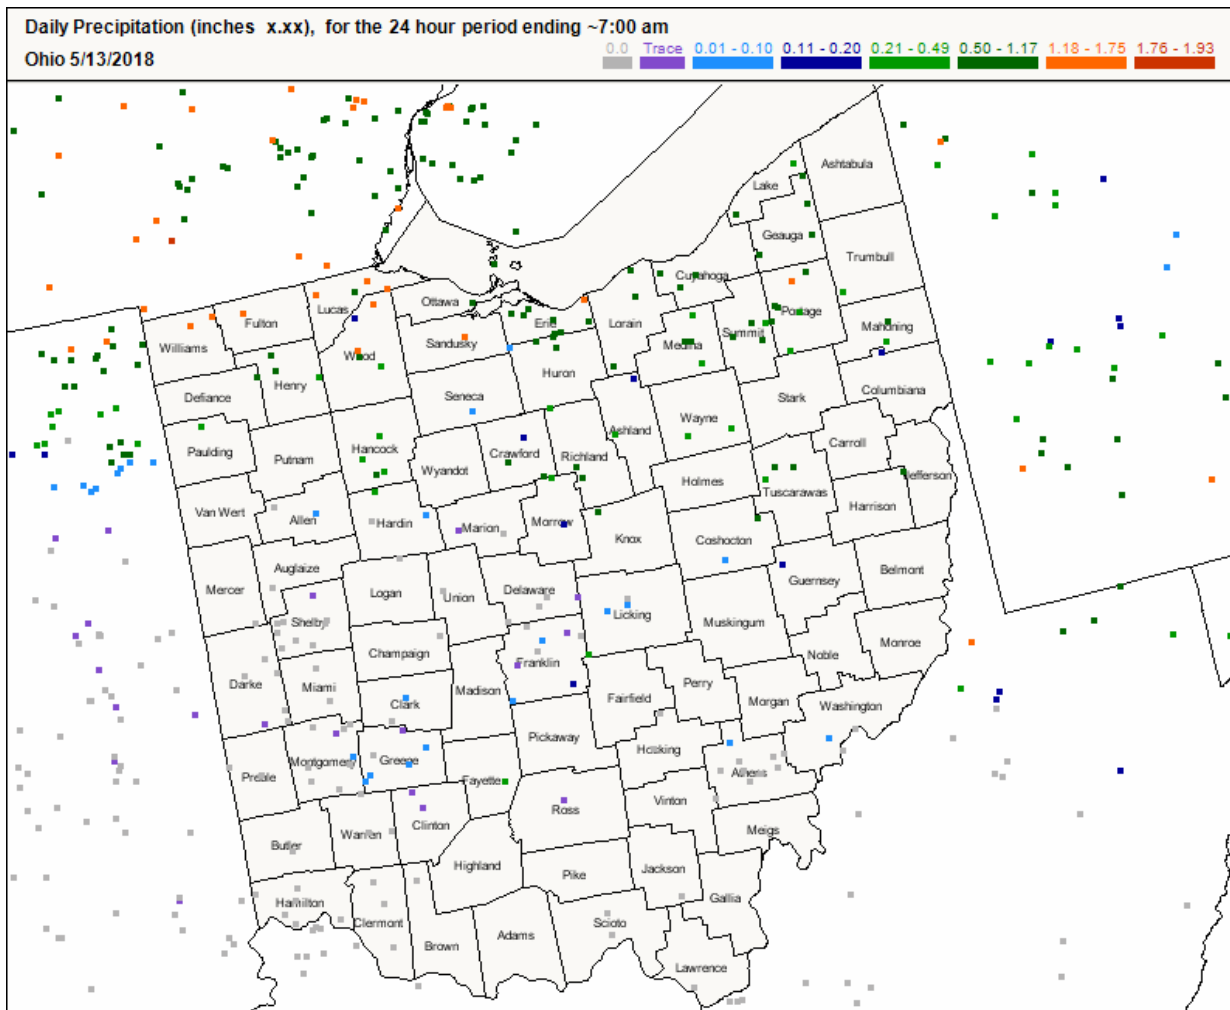 Daily Precipitation (inches  x.xx),  for the 24 hour period ending ~7:00 am
Ohio 5/13/2018
0.0 Trace 0.01 - 0.10 0.11 - 0.20 0.21 - 0.49 0.50 - 1.17 1.18 - 1.75 1.76 - 1.93
Ashtabula
Lake
Geauga
Trumbull
Cuyahoga
Ottawa
Lucas
Portage
Fulton
Erie
Lorain
Mahoning
Summit
Williams
Sandusky
Medina
Wood
Huron
Henry
Columbiana
Seneca
Defiance
Stark
Wayne
Ashland
Carroll
Hancock
Paulding
Crawford
Richland
Putnam
Wyandot
Jefferson
Holmes
Tuscarawas
Harrison
Van Wert
Allen
Hardin
Marion
Morrow
Knox
Coshocton
Auglaize
Belmont
Guernsey
Mercer
Logan
Delaware
Union
Licking
Shelby
Muskingum
Monroe
Champaign
Noble
Franklin
Darke
Miami
Perry
Madison
Fairfield
Morgan
Clark
Washington
Pickaway
Hocking
Montgomery
Greene
Athens
Preble
Fayette
Vinton
Ross
Clinton
Meigs
Warren
Butler
Highland
Jackson
Pike
Gallia
Hamilton
Clermont
Scioto
Adams
Brown
Lawrence